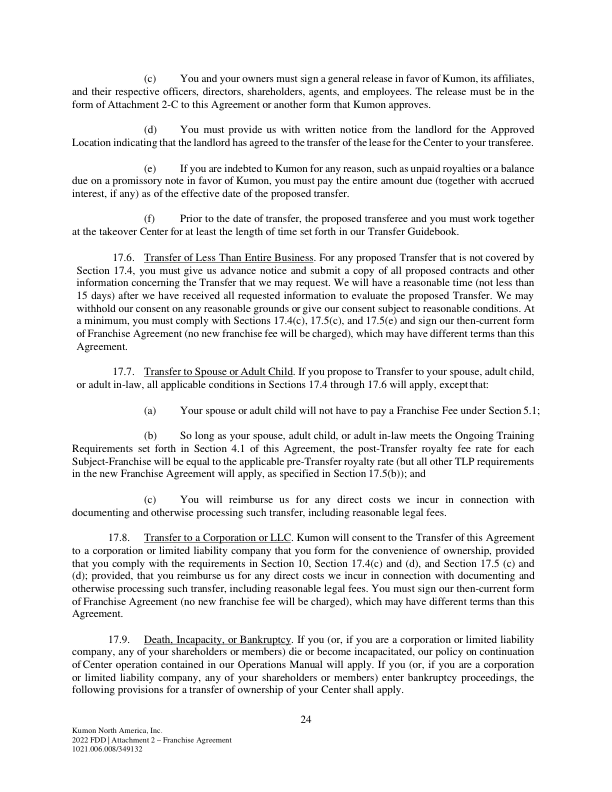 (c) You and your owners must sign a general release in favor of Kumon, its affiliates,
and their respective officers, directors, shareholders, agents, and employees. The release must be in the
form of Attachment 2-C to this Agreement or another form that Kumon approves.
(d) You must provide us with written notice from the landlord for the Approved
Location indicating that the landlord has agreed to the transfer of the lease for the Center to your transferee.
(e) If you are indebted to Kumon for any reason, such as unpaid royalties or a balance
due on a promissory note in favor of Kumon, you must pay the entire amount due (together with accrued
interest, if any) as of the effective date of the proposed transfer.
(f) Prior to the date of transfer, the proposed transferee and you must work together
at the takeover Center for at least the length of time set forth in our Transfer Guidebook.
17.6. Transfer of Less Than Entire Business. For any proposed Transfer that is not covered by
Section 17.4, you must give us advance notice and submit a copy of all proposed contracts and other
information concerning the Transfer that we may request. We will have a reasonable time (not less than
15 days) after we have received all requested information to evaluate the proposed Transfer. We may
withhold our consent on any reasonable grounds or give our consent subject to reasonable conditions. At
a minimum, you must comply with Sections 17.4(c), 17.5(c), and 17.5(e) and sign our then-current form
of Franchise Agreement (no new franchise fee will be charged), which may have different terms than this
Agreement.
17.7. Transfer to Spouse or Adult Child. If you propose to Transfer to your spouse, adult child,
or adult in-law, all applicable conditions in Sections 17.4 through 17.6 will apply, except that:
(a) Your spouse or adult child will not have to pay a Franchise Fee under Section 5.1;
(b) So long as your spouse, adult child, or adult in-law meets the Ongoing Training
Requirements set forth in Section 4.1 of this Agreement, the post-Transfer royalty fee rate for each
Subject-Franchise will be equal to the applicable pre-Transfer royalty rate (but all other TLP requirements
in the new Franchise Agreement will apply, as specified in Section 17.5(b)); and
(c) You will reimburse us for any direct costs we incur in connection with
documenting and otherwise processing such transfer, including reasonable legal fees.
17.8. Transfer to a Corporation or LLC. Kumon will consent to the Transfer of this Agreement
to a corporation or limited liability company that you form for the convenience of ownership, provided
that you comply with the requirements in Section 10, Section 17.4(c) and (d), and Section 17.5 (c) and
(d); provided, that you reimburse us for any direct costs we incur in connection with documenting and
otherwise processing such transfer, including reasonable legal fees. You must sign our then-current form
of Franchise Agreement (no new franchise fee will be charged), which may have different terms than this
Agreement.
17.9. Death, Incapacity, or Bankruptcy. If you (or, if you are a corporation or limited liability
company, any of your shareholders or members) die or become incapacitated, our policy on continuation
of Center operation contained in our Operations Manual will apply. If you (or, if you are a corporation
or limited liability company, any of your shareholders or members) enter bankruptcy proceedings, the
following provisions for a transfer of ownership of your Center shall apply.
24
Kumon North America, Inc.
2022 FDD | Attachment 2 – Franchise Agreement
1021.006.008/349132